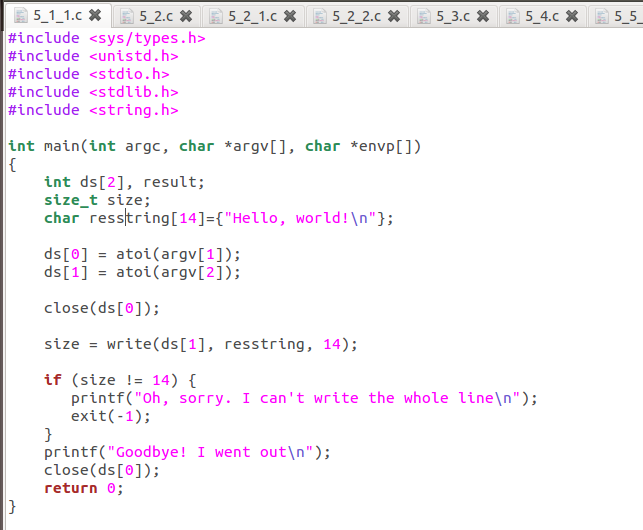 5_1_1.c 5_2.c 5_2_1.c 5_2_2.c 5_3.c 5_4.c 5_5_
#include <sys/types.h>
#include <unistd.h>
#include <stdio.h>
#include <stdlib.h>
#include <string.h>

int main(int argc, char *argv[], char *envp[])
{
    int ds[2], result;
    size_t size;
    char resstring[14]={"Hello, world!\n"};

    ds[0] = atoi(argv[1]);
    ds[1] = atoi(argv[2]);

    close(ds[0]);

    size = write(ds[1], resstring, 14);

    if (size != 14) {
       printf("Oh, sorry. I can't write the whole line\n");
       exit(-1);
    }
    printf("Goodbye! I went out\n");
    close(ds[0]);
    return 0;
}